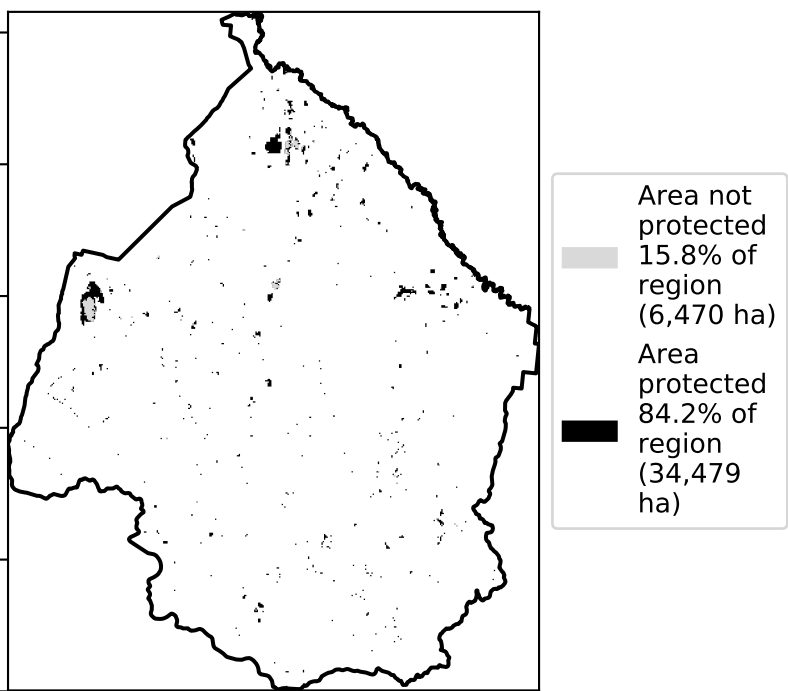 Area not
protected
15.8% of
region
(6,470 ha)
Area
protected
84.2% of
region
(34,479
ha)